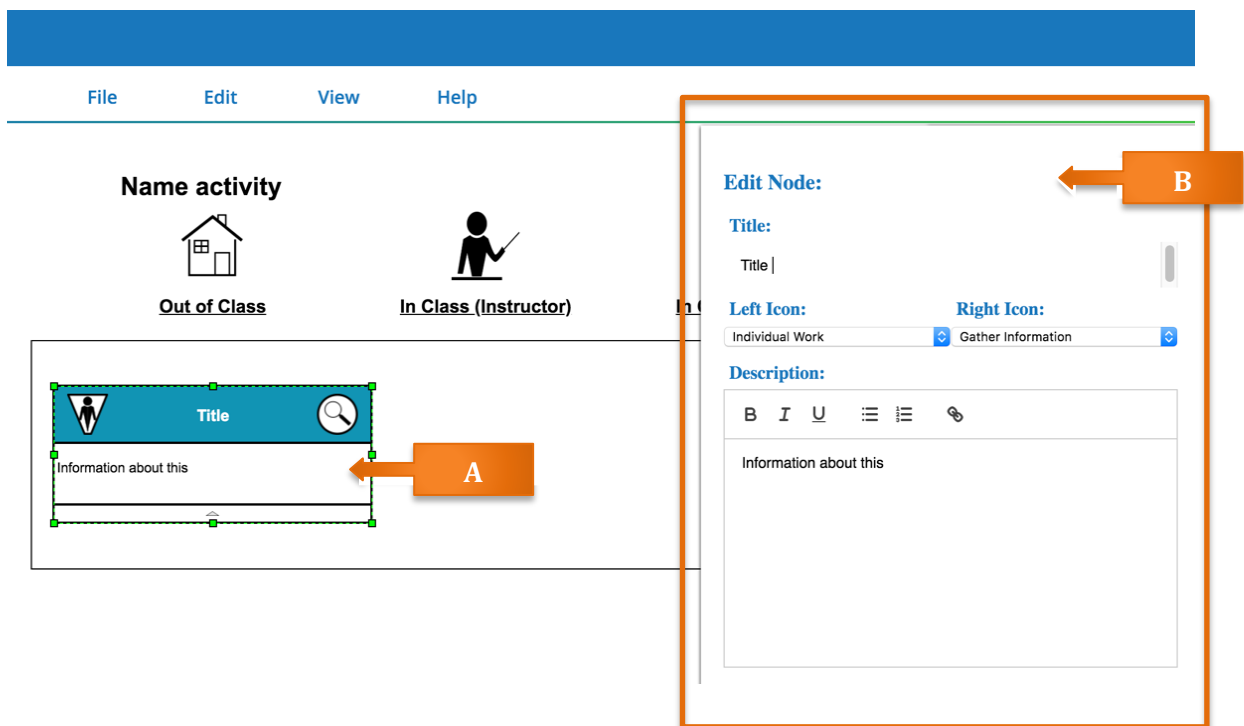 File Edit View Help
Name activity
Out of Class
In Class (Instructor)
Title
Information about this
A
B
Edit Node:
Title:
Title
Left Icon: Right Icon:
Individual Work Gather Information
Description:
B I U
Information about this